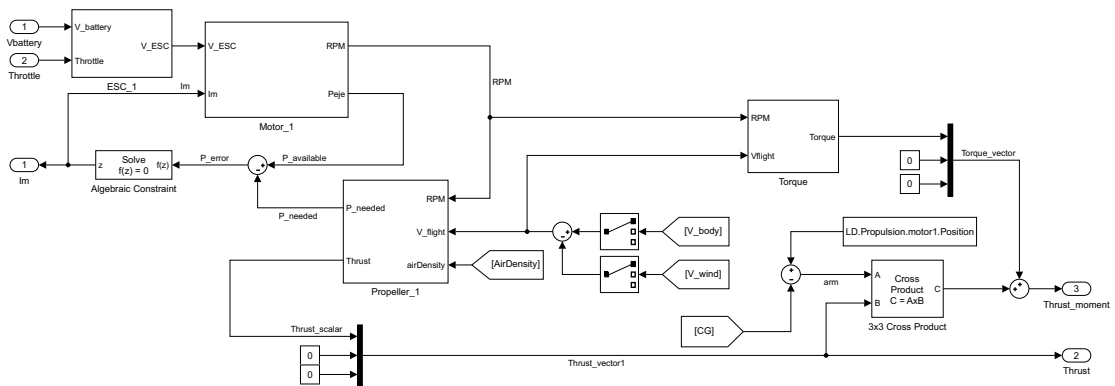 1
Vbattery
2
Throttle
V_battery
Throttle
V_ESC
ESC_1
V_ESC
Im
RPM
Peje
Motor_1
Im
RPM
RPM
Vflight
Torque
Torque
0
0
Torque_vector
1
Im
z
Solve
f(z) = 0
f(z)
Algebraic Constraint
P_error
+
-
P_available
P_needed
P_needed
Thrust
RPM
V_flight
airDensity
Propeller_1
[AirDensity]
-
+
[V_body]
[V_wind]
LD.Propulsion.motor1.Position
+
-
arm
[CG]
A
B
Cross
Product
C = AxB
C
3x3 Cross Product
+
+
3
Thrust_moment
Thrust_scalar
0
0
Thrust_vector1
2
Thrust